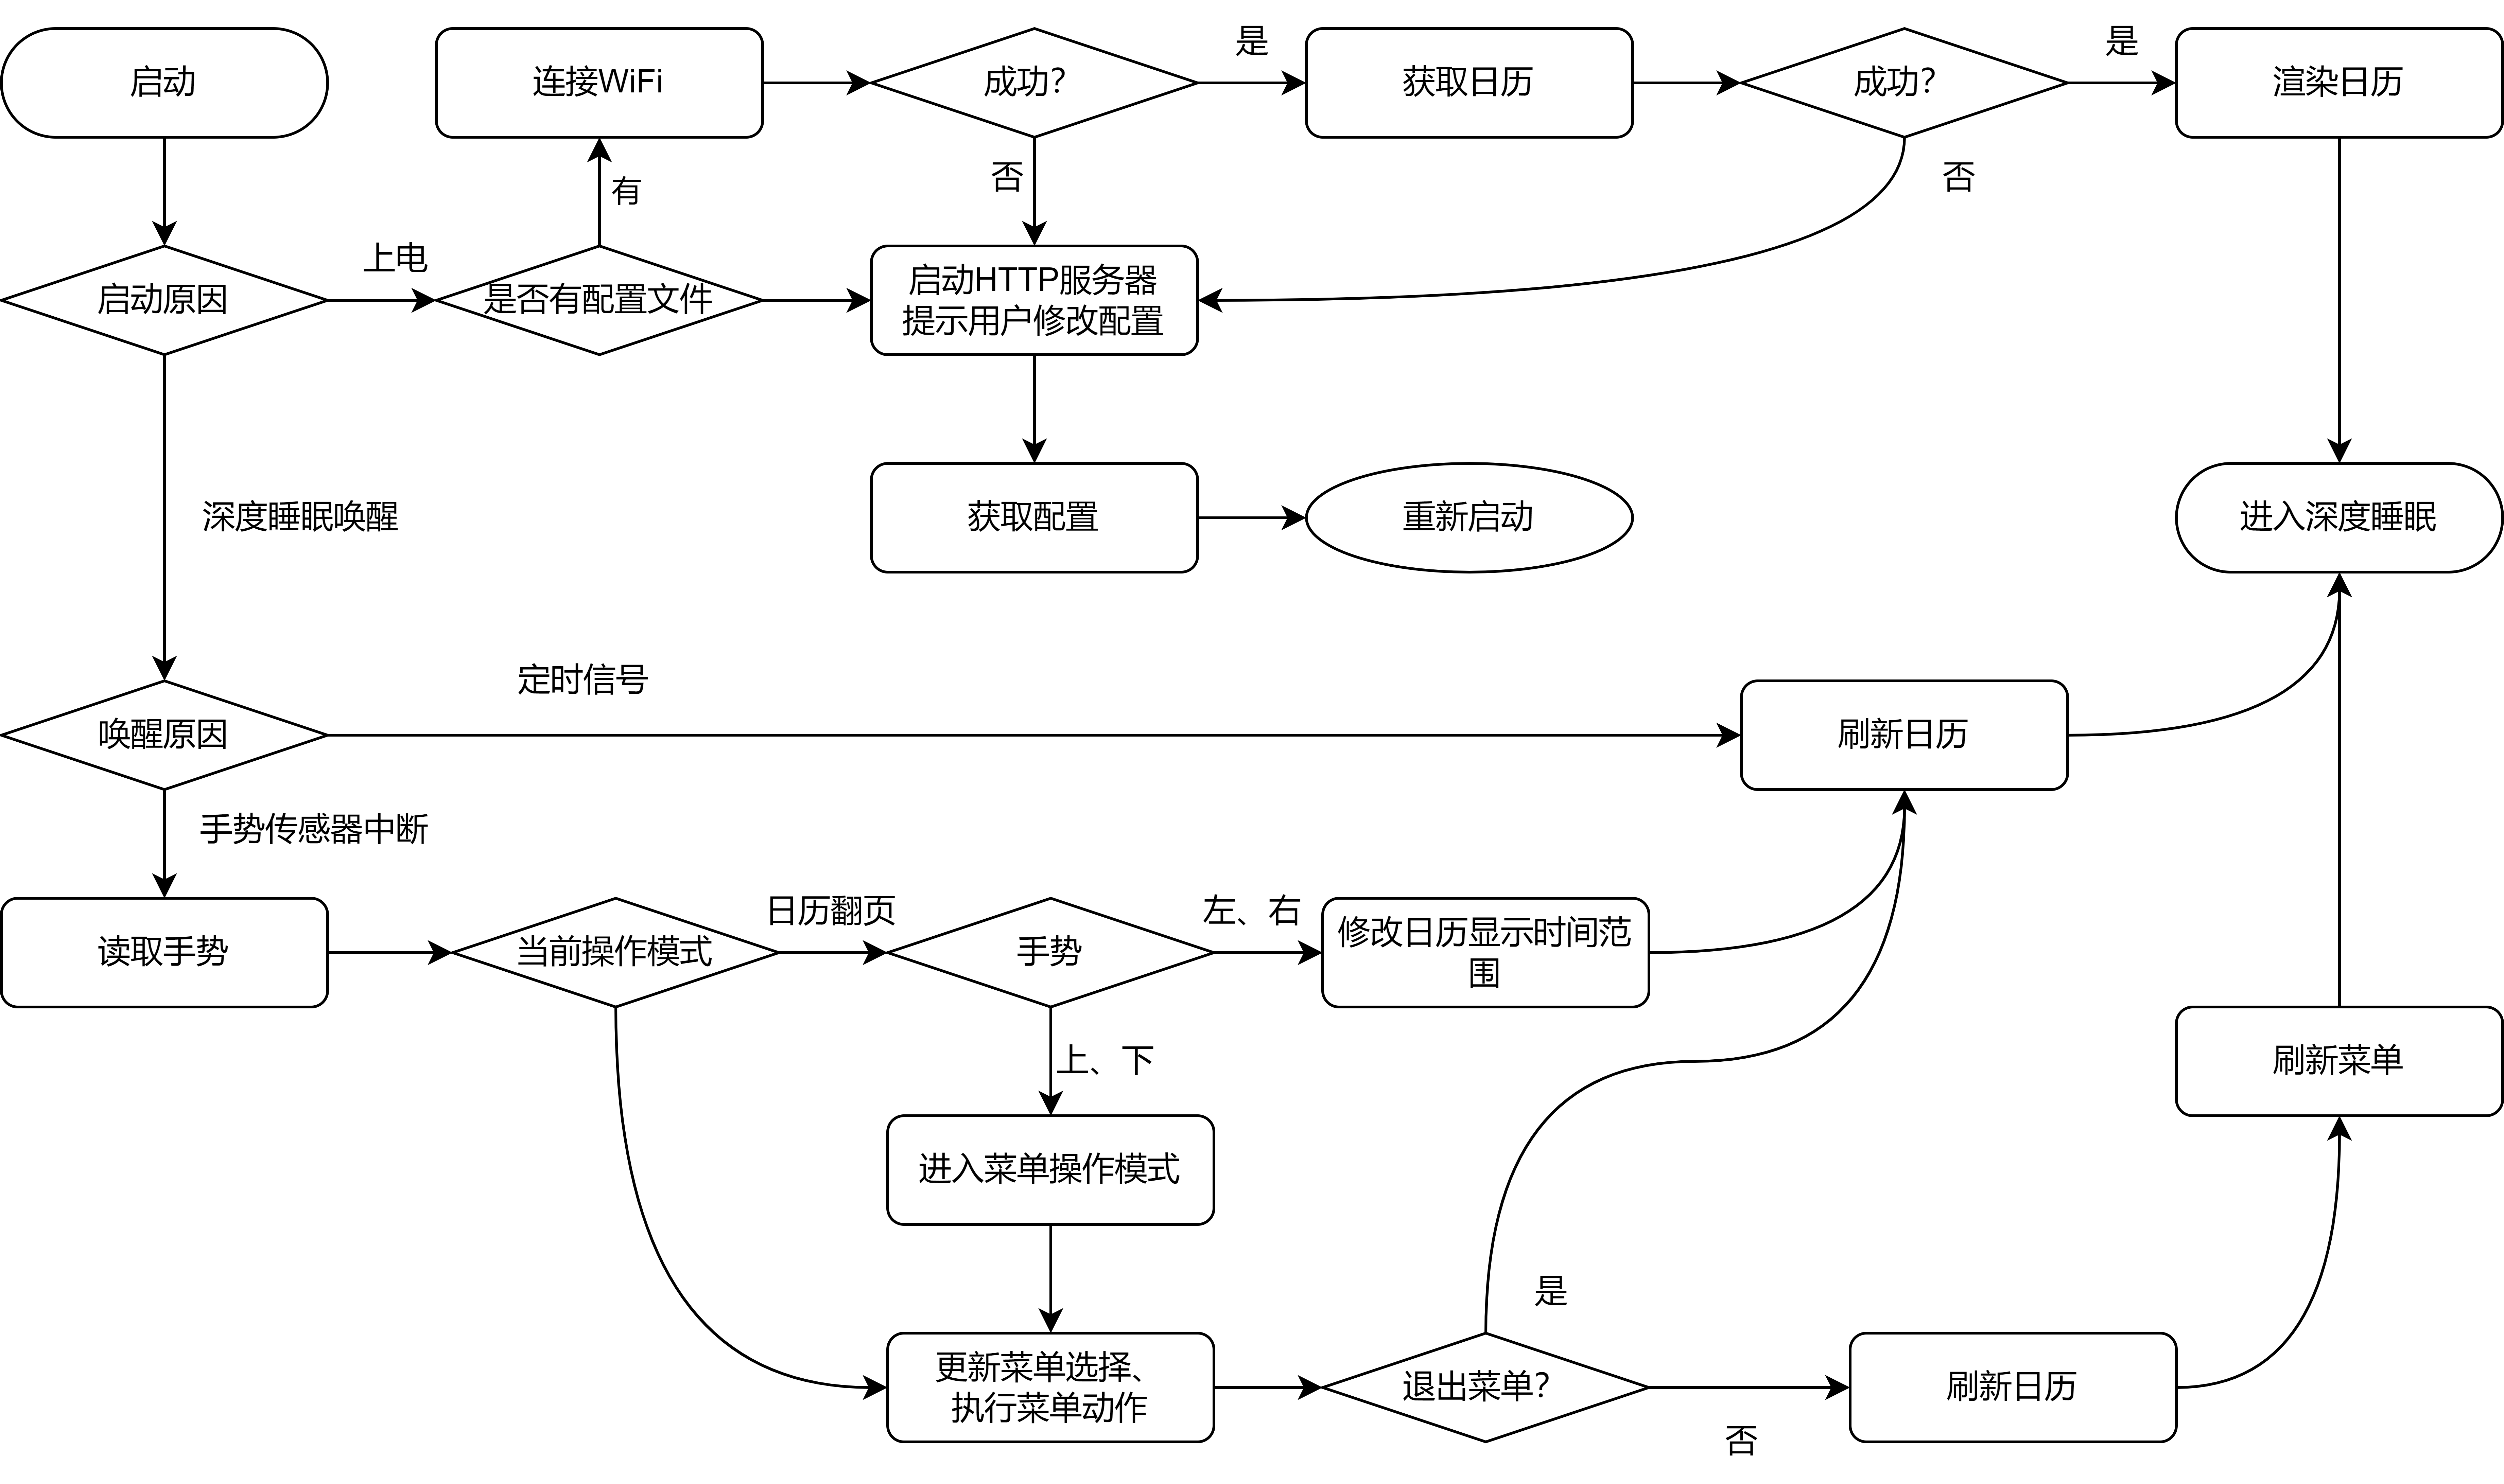 启动
连接WiFi
成功？
是
获取日历
成功？
是
渲染日历
有
否
否
启动原因
上电
是否有配置文件
启动HTTP服务器
提示用户修改配置
深度睡眠唤醒
获取配置
重新启动
进入深度睡眠
唤醒原因
定时信号
刷新日历
手势传感器中断
读取手势
当前操作模式
日历翻页
手势
左、右
修改日历显示时间范
围
上、下
刷新菜单
进入菜单操作模式
是
更新菜单选择、
执行菜单动作
退出菜单？
否
刷新日历